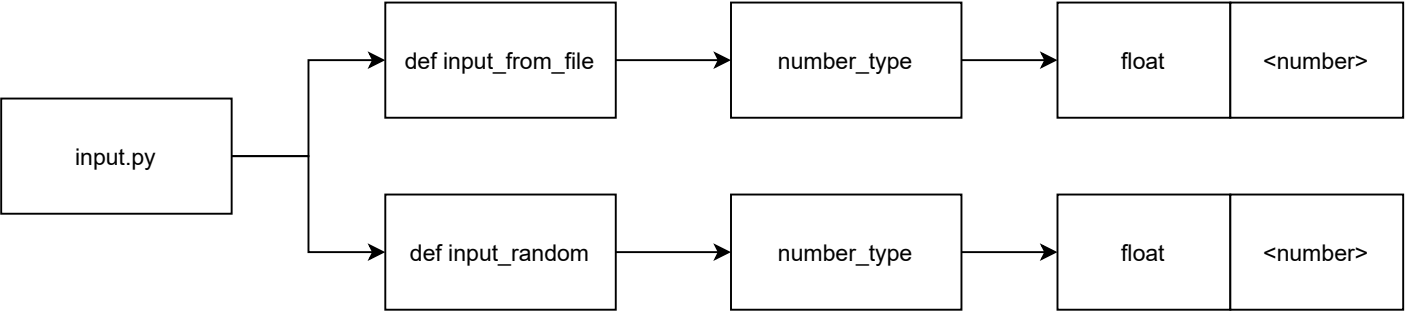 def input_from_file
number_type
float
<number>
input.py
def input_random
number_type
float
<number>